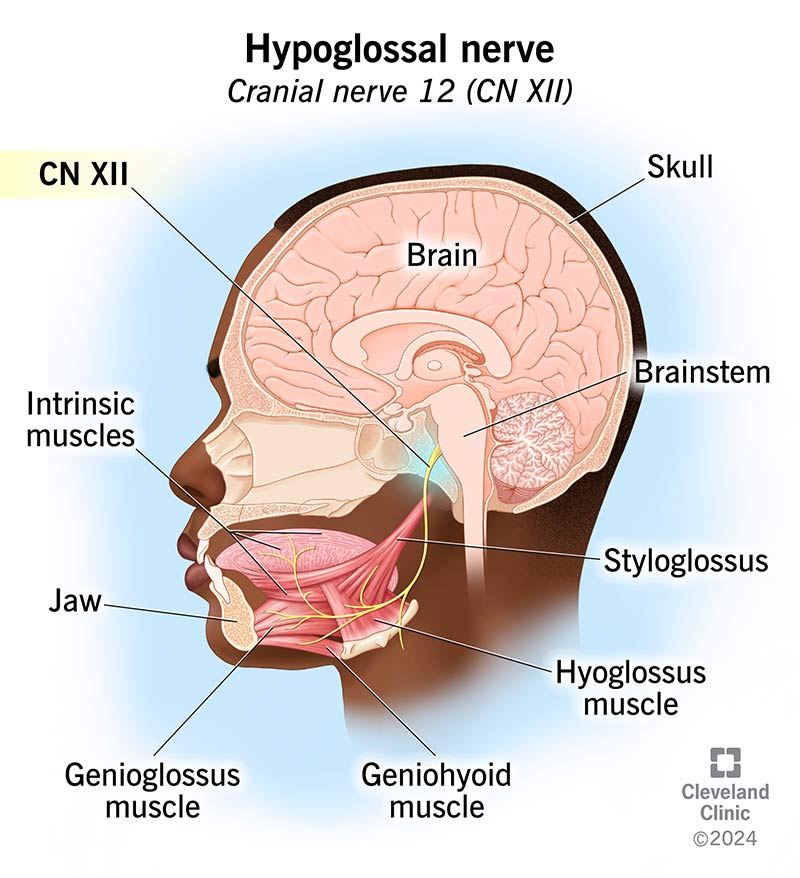 Hypoglossal nerve
Cranial nerve 12 (CN XII)
CN XII
Skull
Brain
Brainstem
Intrinsic
muscles
Styloglossus
Jaw
Hyoglossus
muscle
Genioglossus
muscle
Geniohyoid
muscle
Cleveland
Clinic
©2024